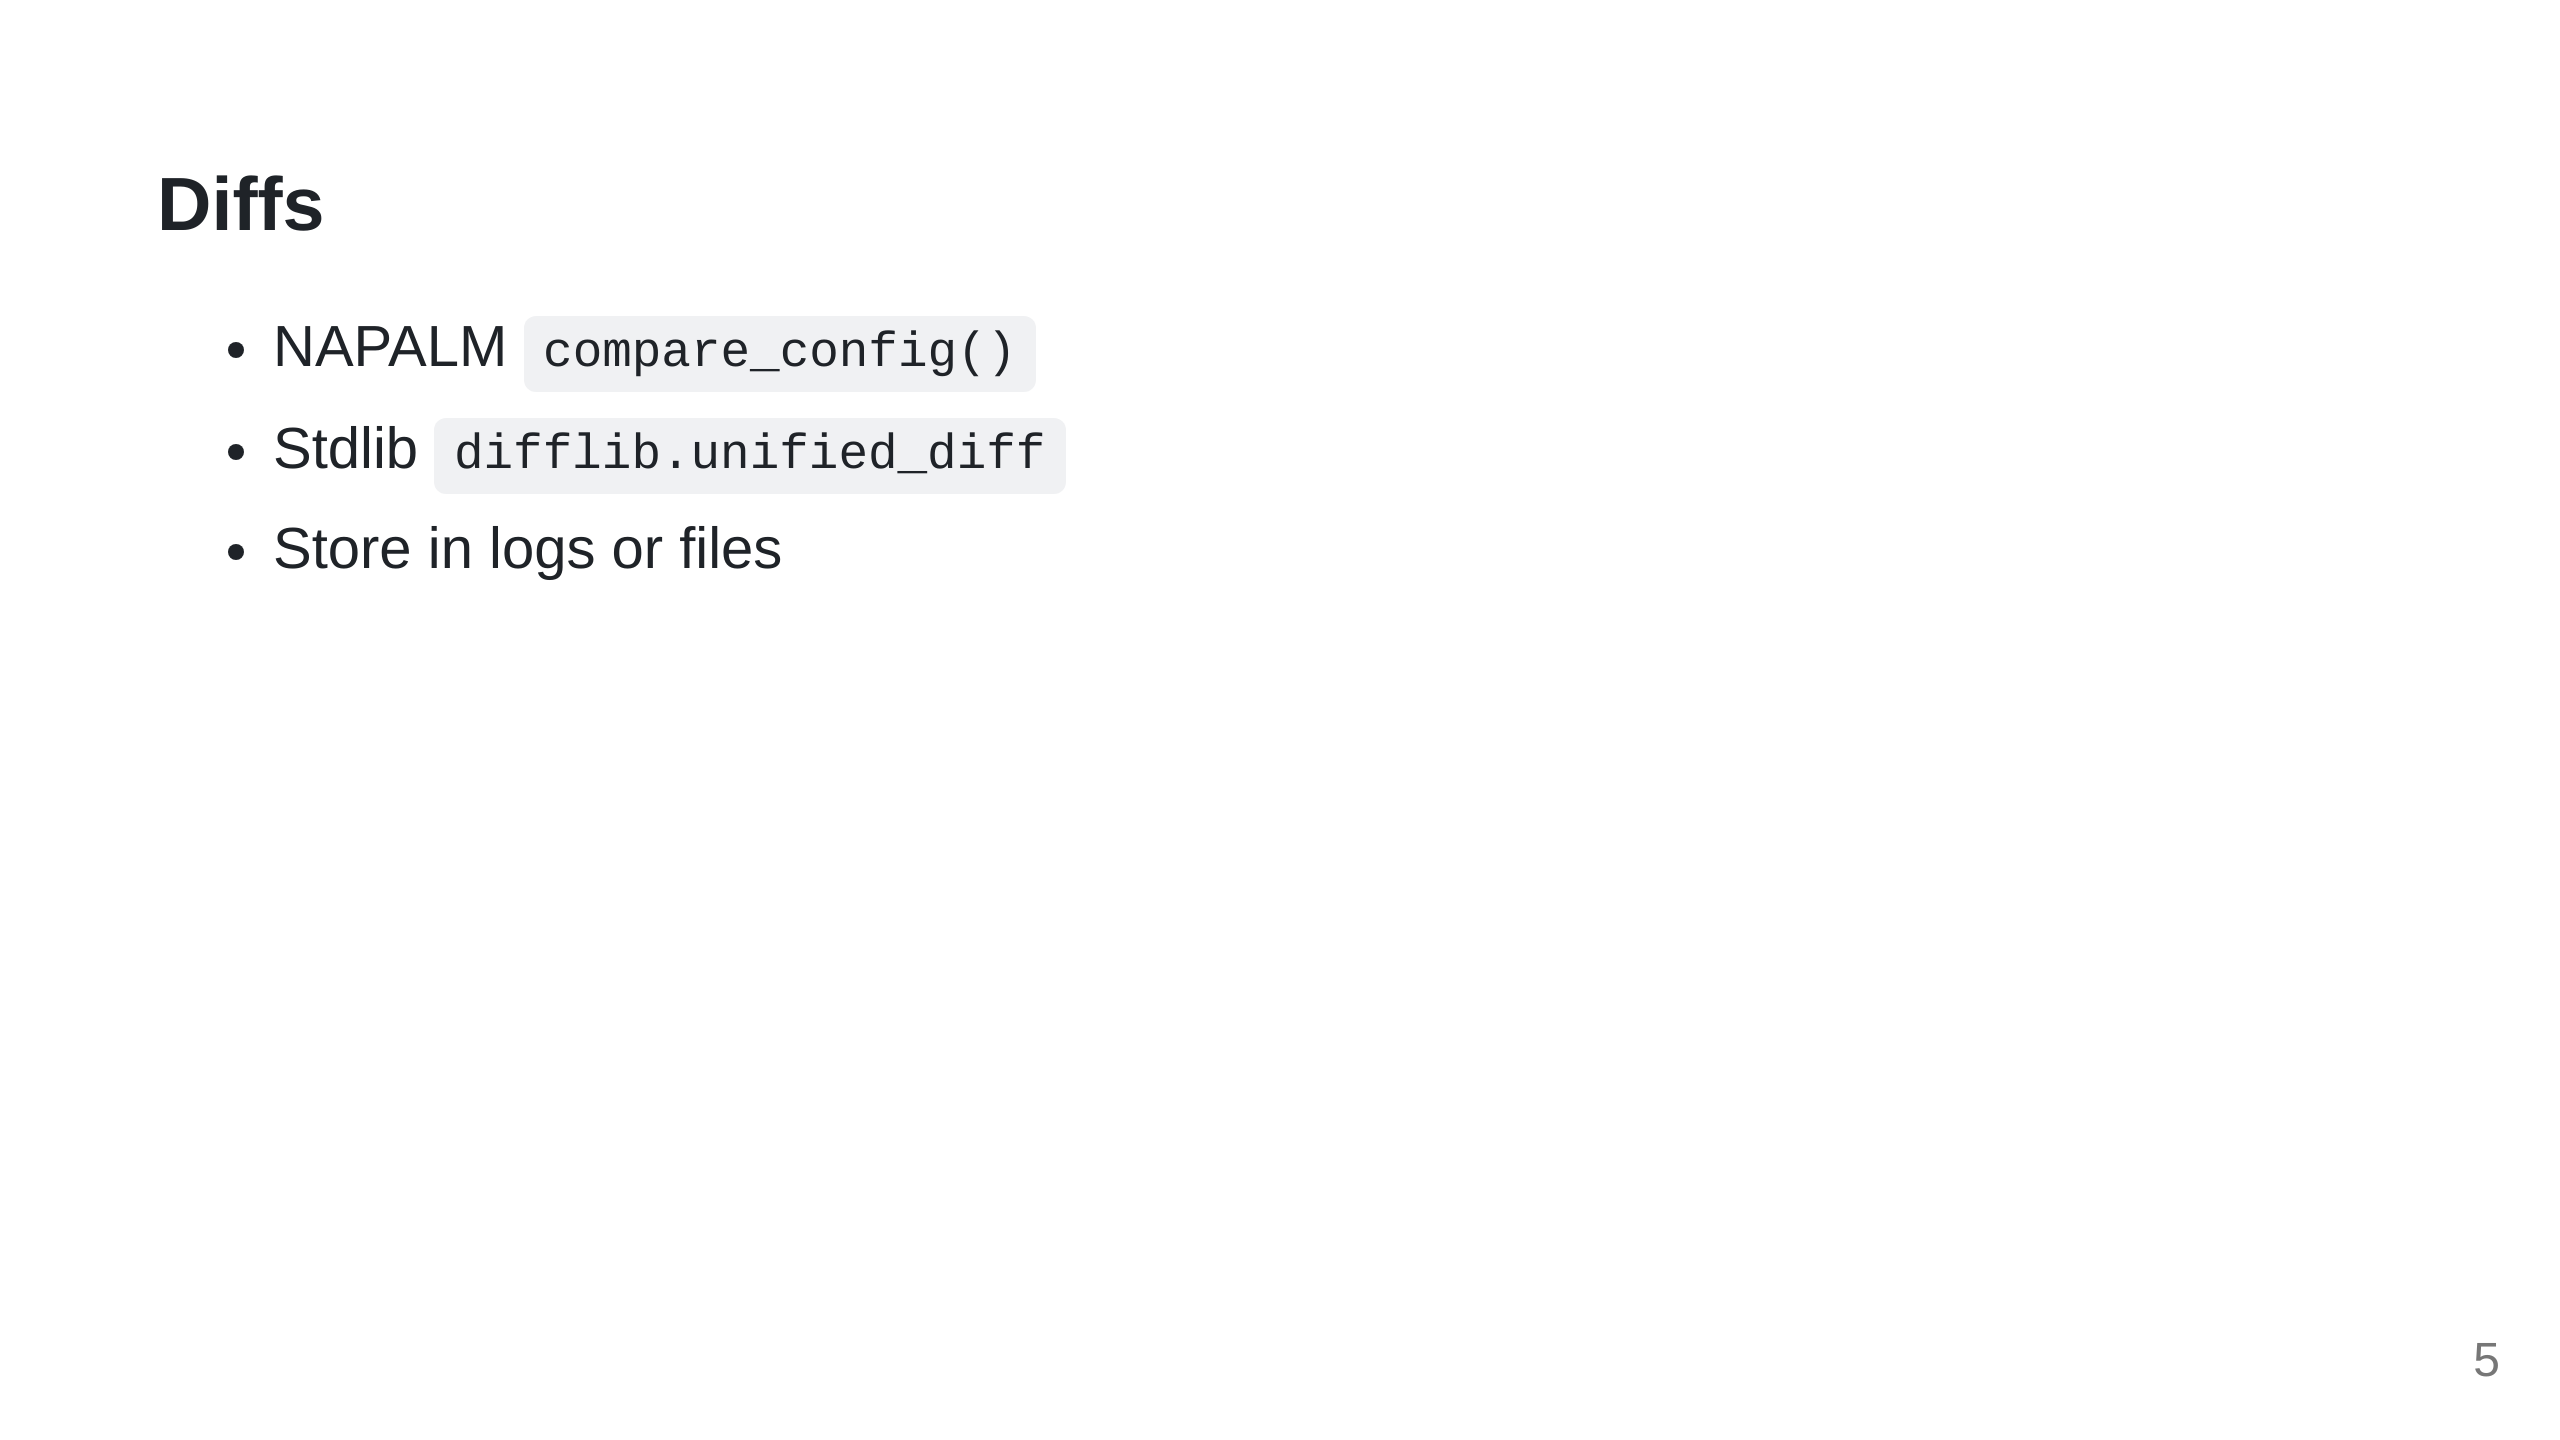 Diffs
• NAPALM compare_config()
• Stdlib difflib.unified_diff
• Store in logs or files
5